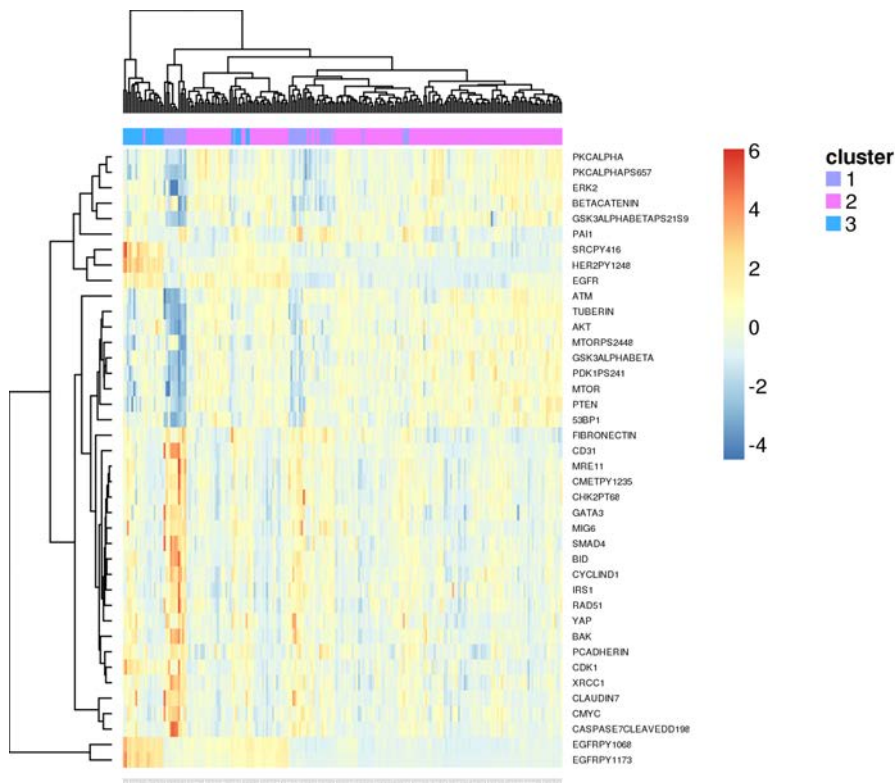 PKCALPHA
PKCALPHAPS657
ERK2
BETACATENIN
GSK3ALPHABETAPS21S9
PAI1
SRCPY416
HER2PY1248
EGFR
ATM
TUBERIN
AKT
MTORPS2448
GSK3ALPHABETA
PDK1PS241
MTOR
PTEN
53BP1
FIBRONECTIN
CD31
MRE11
CMETPY1235
CHK2PT68
GATA3
MIG6
SMAD4
BID
CYCLIND1
IRS1
RAD51
YAP
BAK
PCADHERIN
CDK1
XRCC1
CLAUDIN7
CMYC
CASPASE7CLEAVEDD198
EGFRPY1068
EGFRPY1173
6
4
2
0
-2
-4
cluster
1
2
3